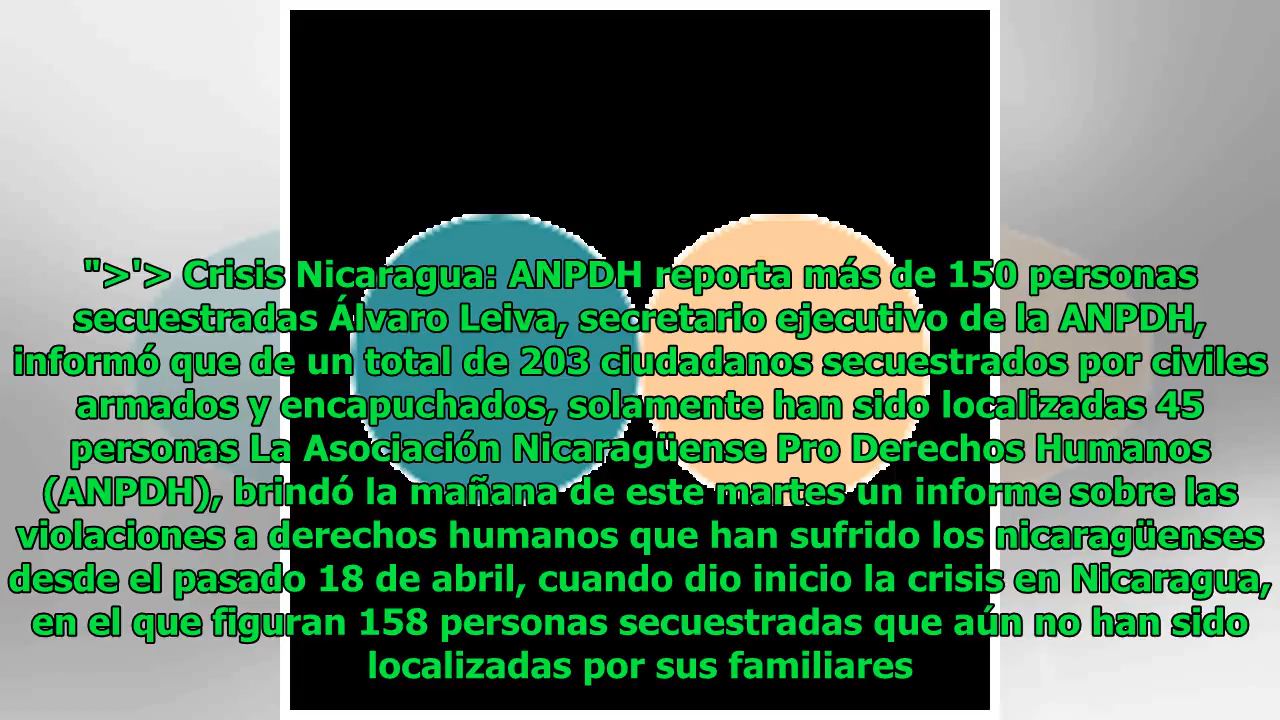 ">'> Crisis Nicaragua: ANPDH reporta más de 150 personas
secuestradas Álvaro Leiva, secretario ejecutivo de la ANPDH,
informó que de un total de 203 ciudadanos secuestrados por civiles
armados y encapuchados, solamente han sido localizadas 45
personas La Asociación Nicaragüense Pro Derechos Humanos
(ANPDH), brindó la mañana de este martes un informe sobre las
violaciones a derechos humanos que han sufrido los nicaragüenses
desde el pasado 18 de abril, cuando dio inicio la crisis en Nicaragua,
en el que figuran 158 personas secuestradas que aún no han sido
localizadas por sus familiares